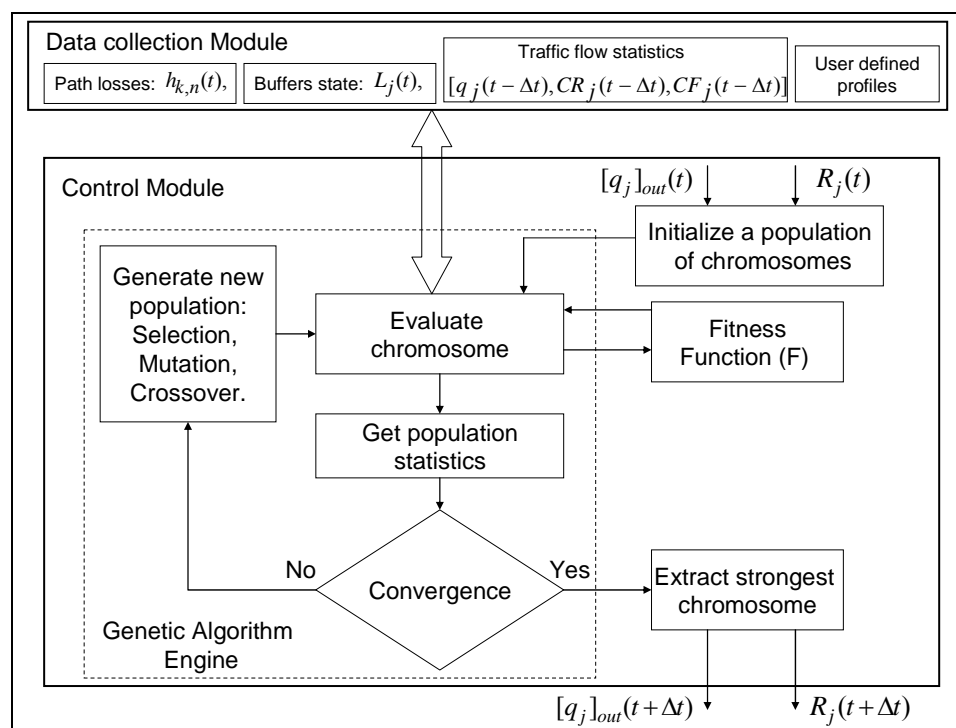 Data collection Module
Path losses: h_{k,n}(t),
Buffers state: L_j(t),
Traffic flow statistics
[q_j(t − Δt), CR_j(t − Δt), CF_j(t − Δt)]
User defined
profiles
Control Module
[q_j]_{out}(t)
R_j(t)
Initialize a population
of chromosomes
Generate new
population:
Selection,
Mutation,
Crossover.
Evaluate
chromosome
Fitness
Function (F)
Get population
statistics
No
Convergence
Yes
Extract strongest
chromosome
Genetic Algorithm
Engine
[q_j]_{out}(t + Δt)
R_j(t + Δt)